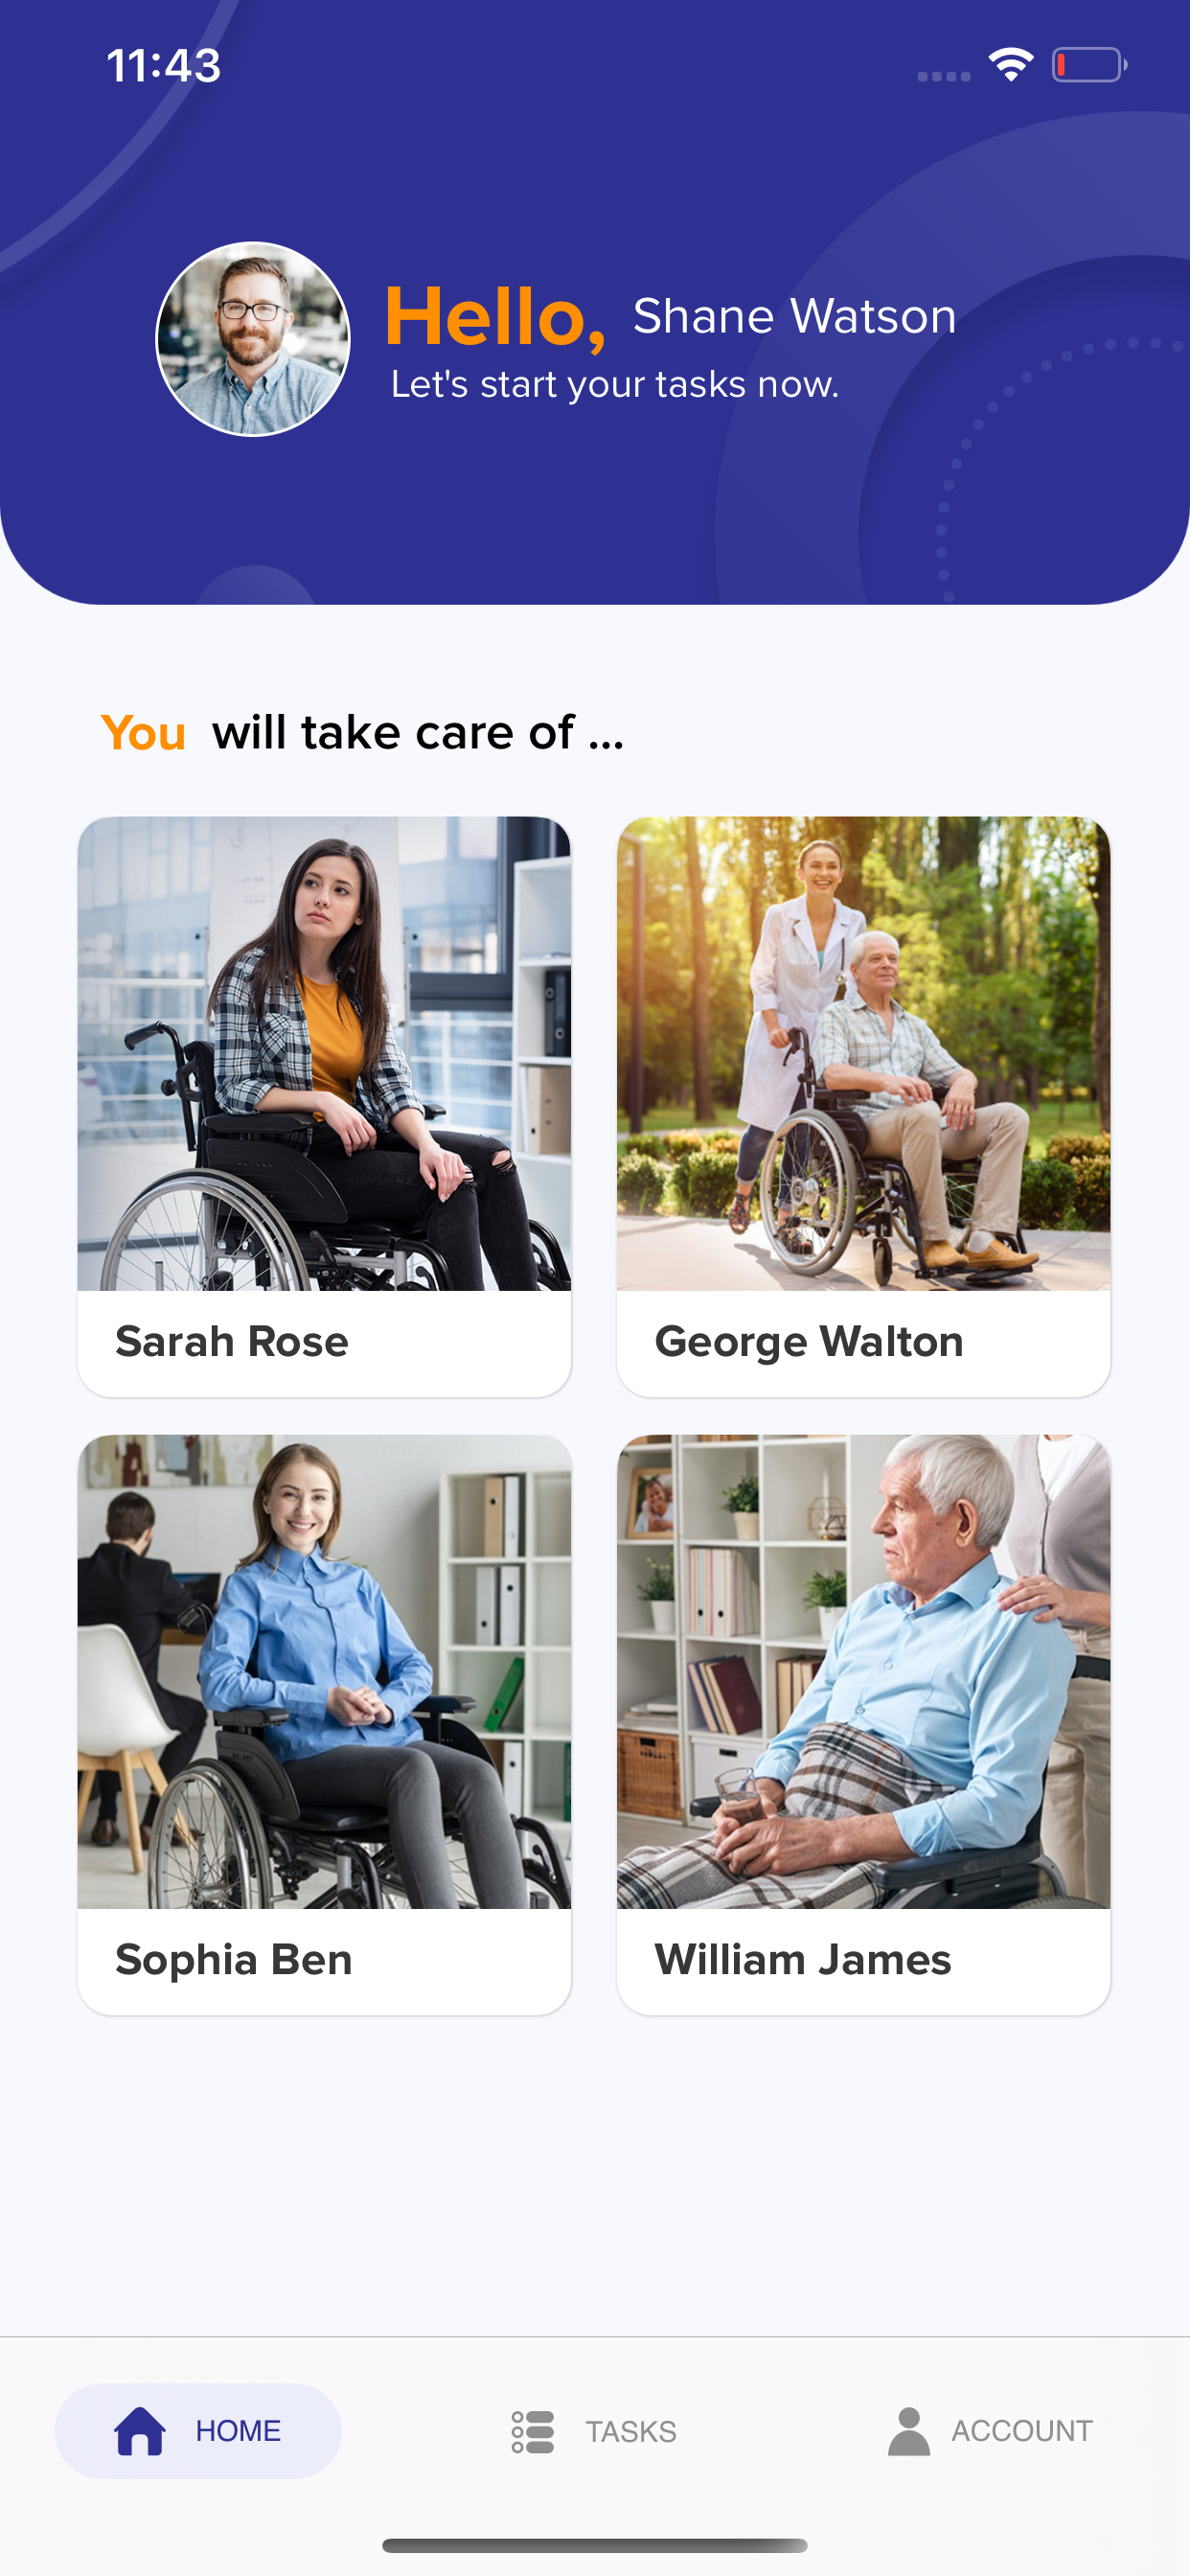 11:43
Hello, Shane Watson
Let's start your tasks now.
You will take care of ...
Sarah Rose
George Walton
Sophia Ben
William James
HOME
TASKS
ACCOUNT